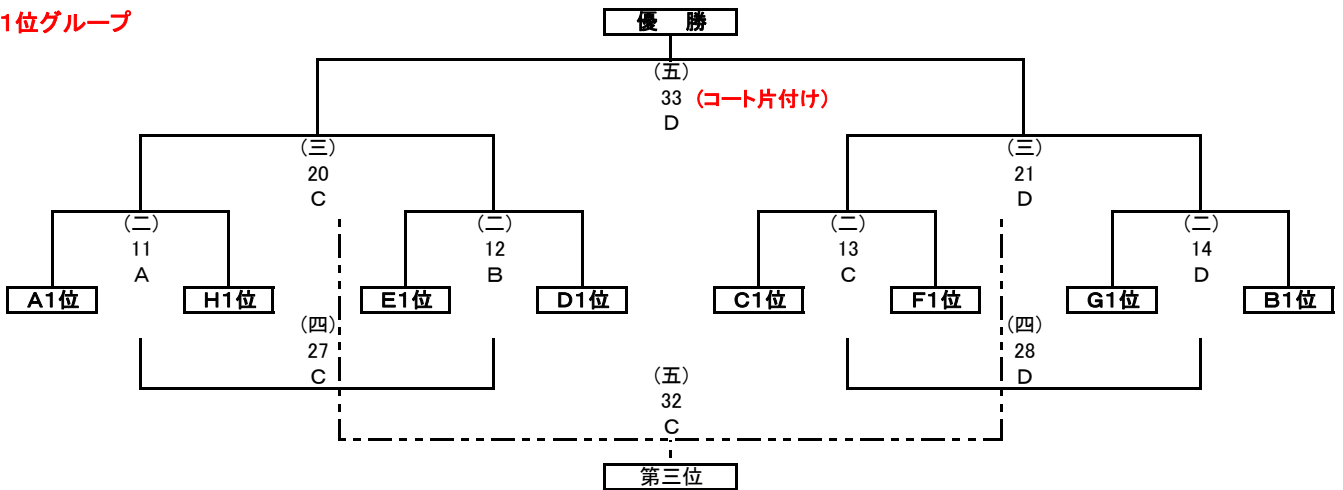 1位グループ
優　勝
(五)
33 (コート片付け)
D
(三)
20
C
(三)
21
D
(二)
11
A
(二)
12
B
(二)
13
C
(二)
14
D
A1位
H1位
E1位
D1位
C1位
F1位
G1位
B1位
(四)
27
C
(四)
28
D
(五)
32
C
第三位